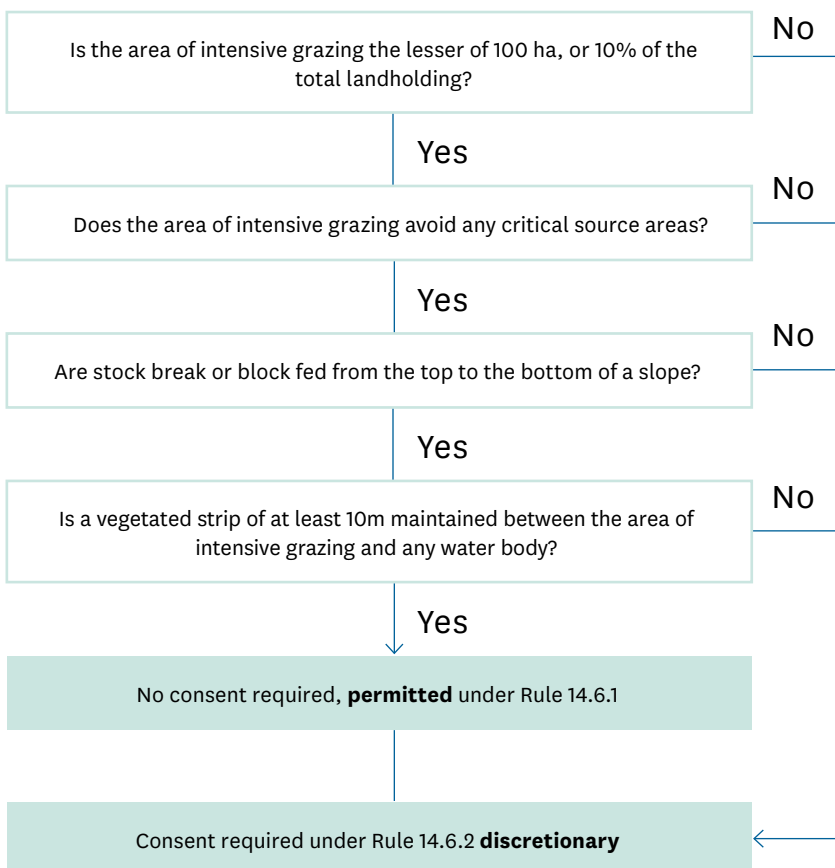 Is the area of intensive grazing the lesser of 100 ha, or 10% of the
total landholding?
No
Yes
Does the area of intensive grazing avoid any critical source areas?
No
Yes
Are stock break or block fed from the top to the bottom of a slope?
No
Yes
Is a vegetated strip of at least 10m maintained between the area of
intensive grazing and any water body?
No
Yes
No consent required, permitted under Rule 14.6.1
Consent required under Rule 14.6.2 discretionary